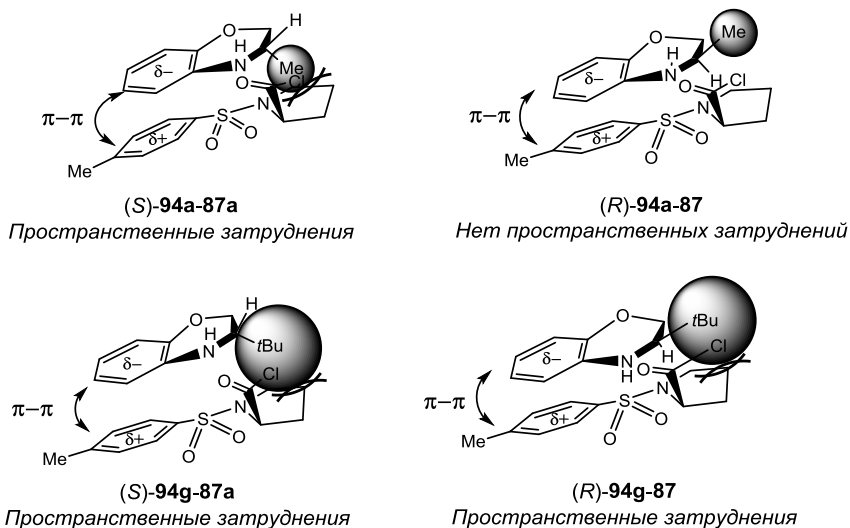 O H O
H Me
N Me N H
δ– Cl δ– H
O O Cl
N N
π–π S π–π S
δ+ O O δ+ O O
Me Me
(S)-94a-87a (R)-94a-87
Пространственные затруднения Нет пространственных затруднений
H
O O
H tBu tBu
N N H
δ– Cl δ– H Cl
O O
N N
π–π S π–π S
δ+ O O δ+ O O
Me Me
(S)-94g-87a (R)-94g-87
Пространственные затруднения Пространственные затруднения